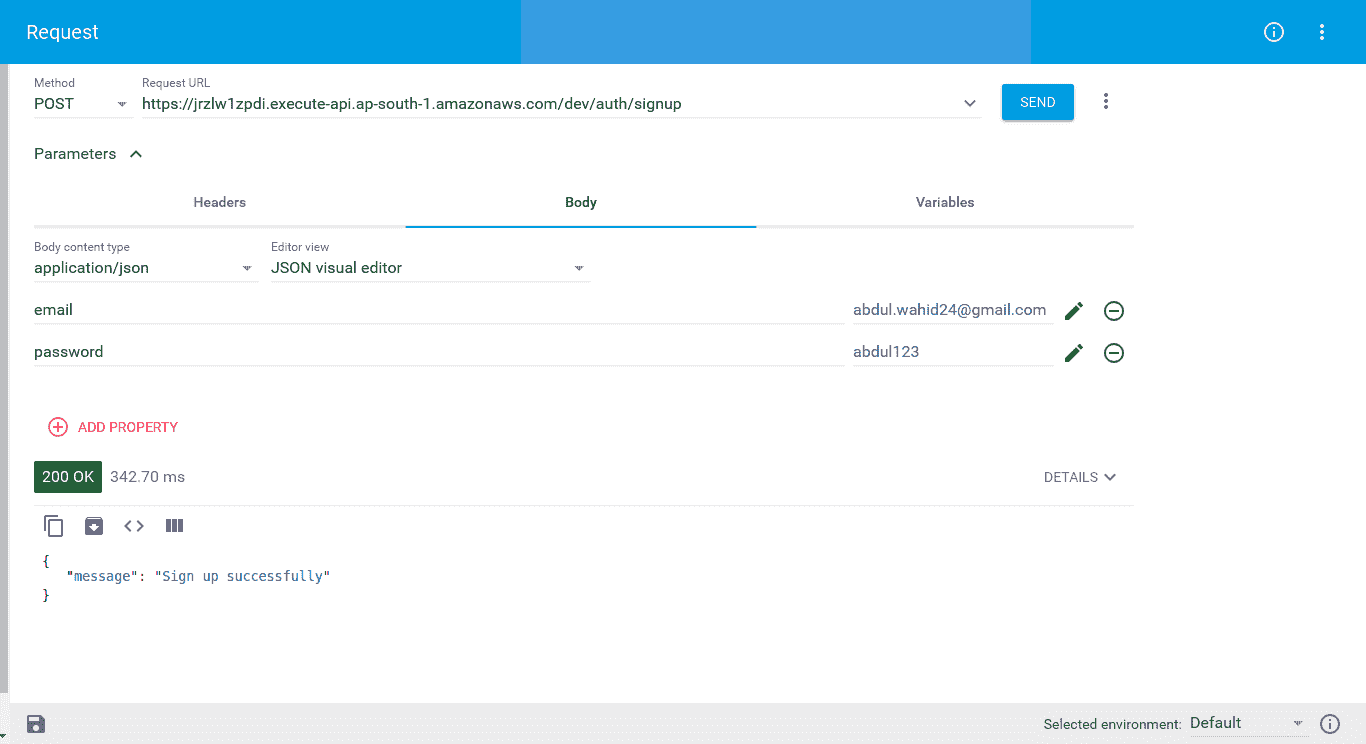 Request
Method
Request URL
POST
https://jrzlw1zpdi.execute-api.ap-south-1.amazonaws.com/dev/auth/signup
SEND
Parameters
Headers
Body
Variables
Body content type
Editor view
application/json
JSON visual editor
email
abdul.wahid24@gmail.com
password
abdul123
ADD PROPERTY
200 OK
342.70 ms
DETAILS
{
"message": "Sign up successfully"
}
Selected environment:
Default